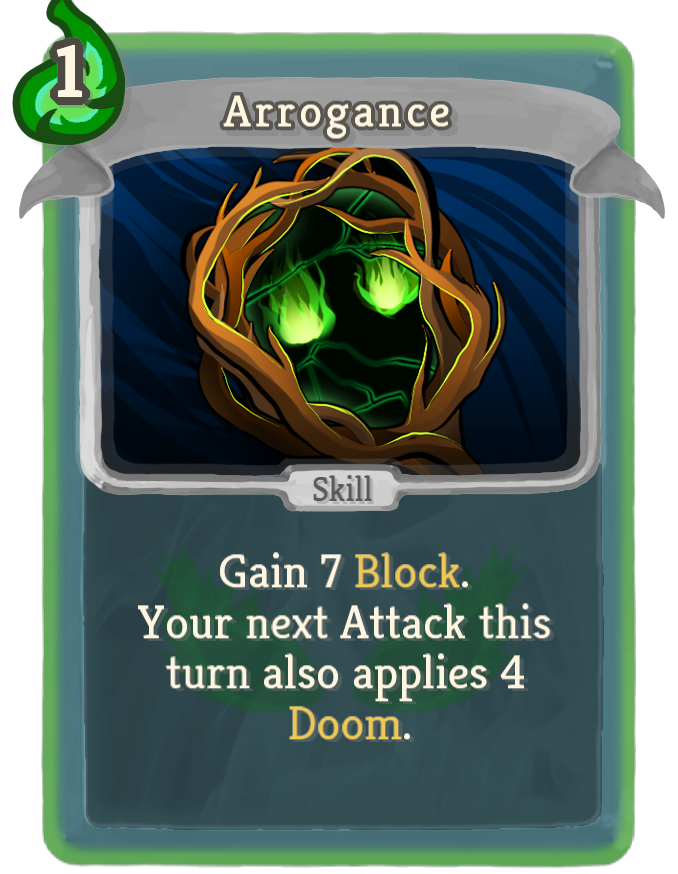 1
Arrogance
Skill
Gain 7 Block.
Your next Attack this
turn also applies 4
Doom.